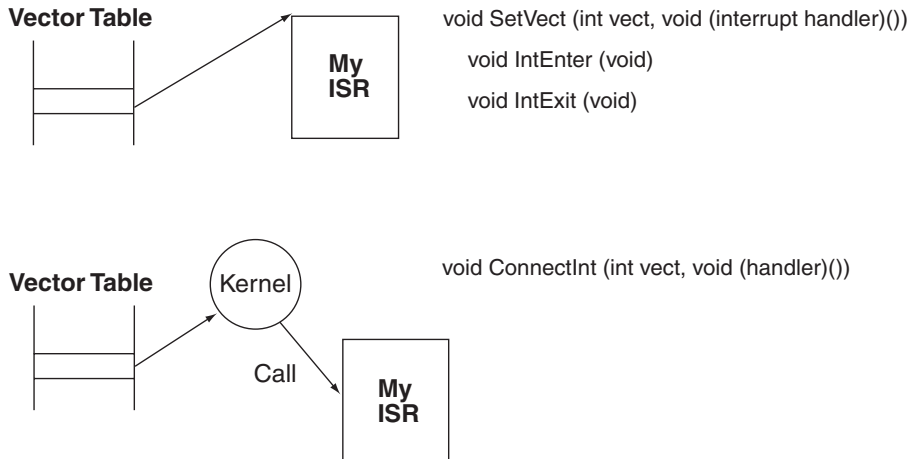 Vector Table
My
ISR
void SetVect (int vect, void (interrupt handler)())
void IntEnter (void)
void IntExit (void)
Vector Table
Kernel
Call
My
ISR
void ConnectInt (int vect, void (handler)())